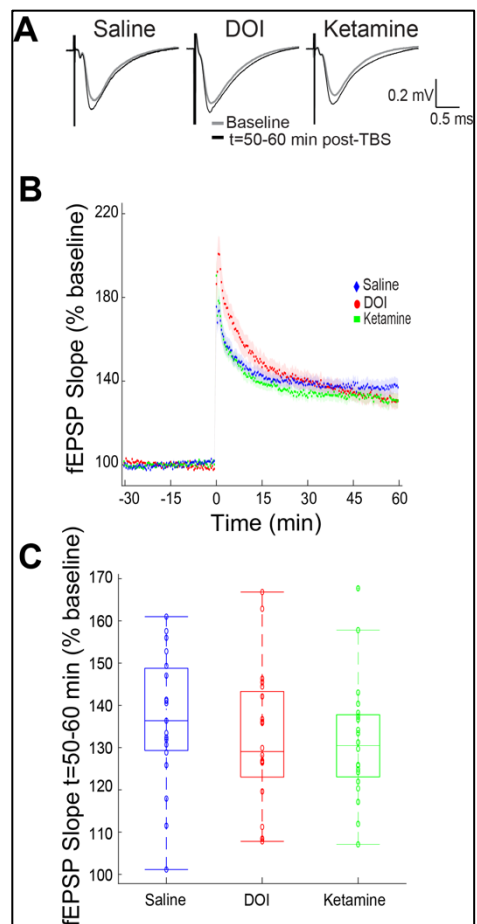 A
Saline DOI Ketamine
0.2 mV
0.5 ms
Baseline
t=50-60 min post-TBS
B
fEPSP Slope (% baseline)
220
180
140
100
Saline
DOI
Ketamine
-30 -15 0 15 30 45 60
Time (min)
C
fEPSP Slope t=50-60 min (% baseline)
170
160
150
140
130
120
110
100
Saline DOI Ketamine